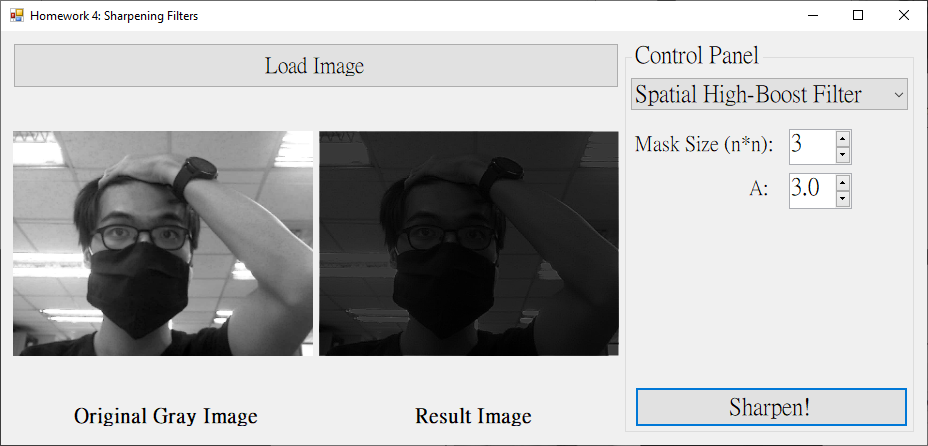 Homework 4: Sharpening Filters
Load Image
Control Panel
Spatial High-Boost Filter
Mask Size (n*n): 3
A: 3.0
Original Gray Image
Result Image
Sharpen!